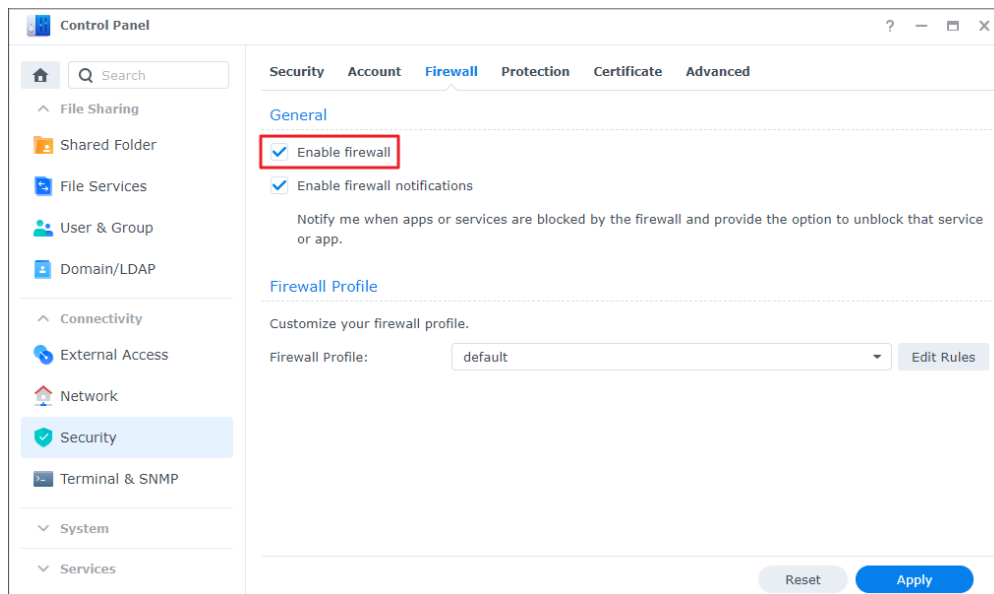 Control Panel
?
Search
File Sharing
Shared Folder
File Services
User & Group
Domain/LDAP
Connectivity
External Access
Network
Security
Terminal & SNMP
System
Services
Security Account Firewall Protection Certificate Advanced
General
Enable firewall
Enable firewall notifications
Notify me when apps or services are blocked by the firewall and provide the option to unblock that service
or app.
Firewall Profile
Customize your firewall profile.
Firewall Profile: default Edit Rules
Reset Apply